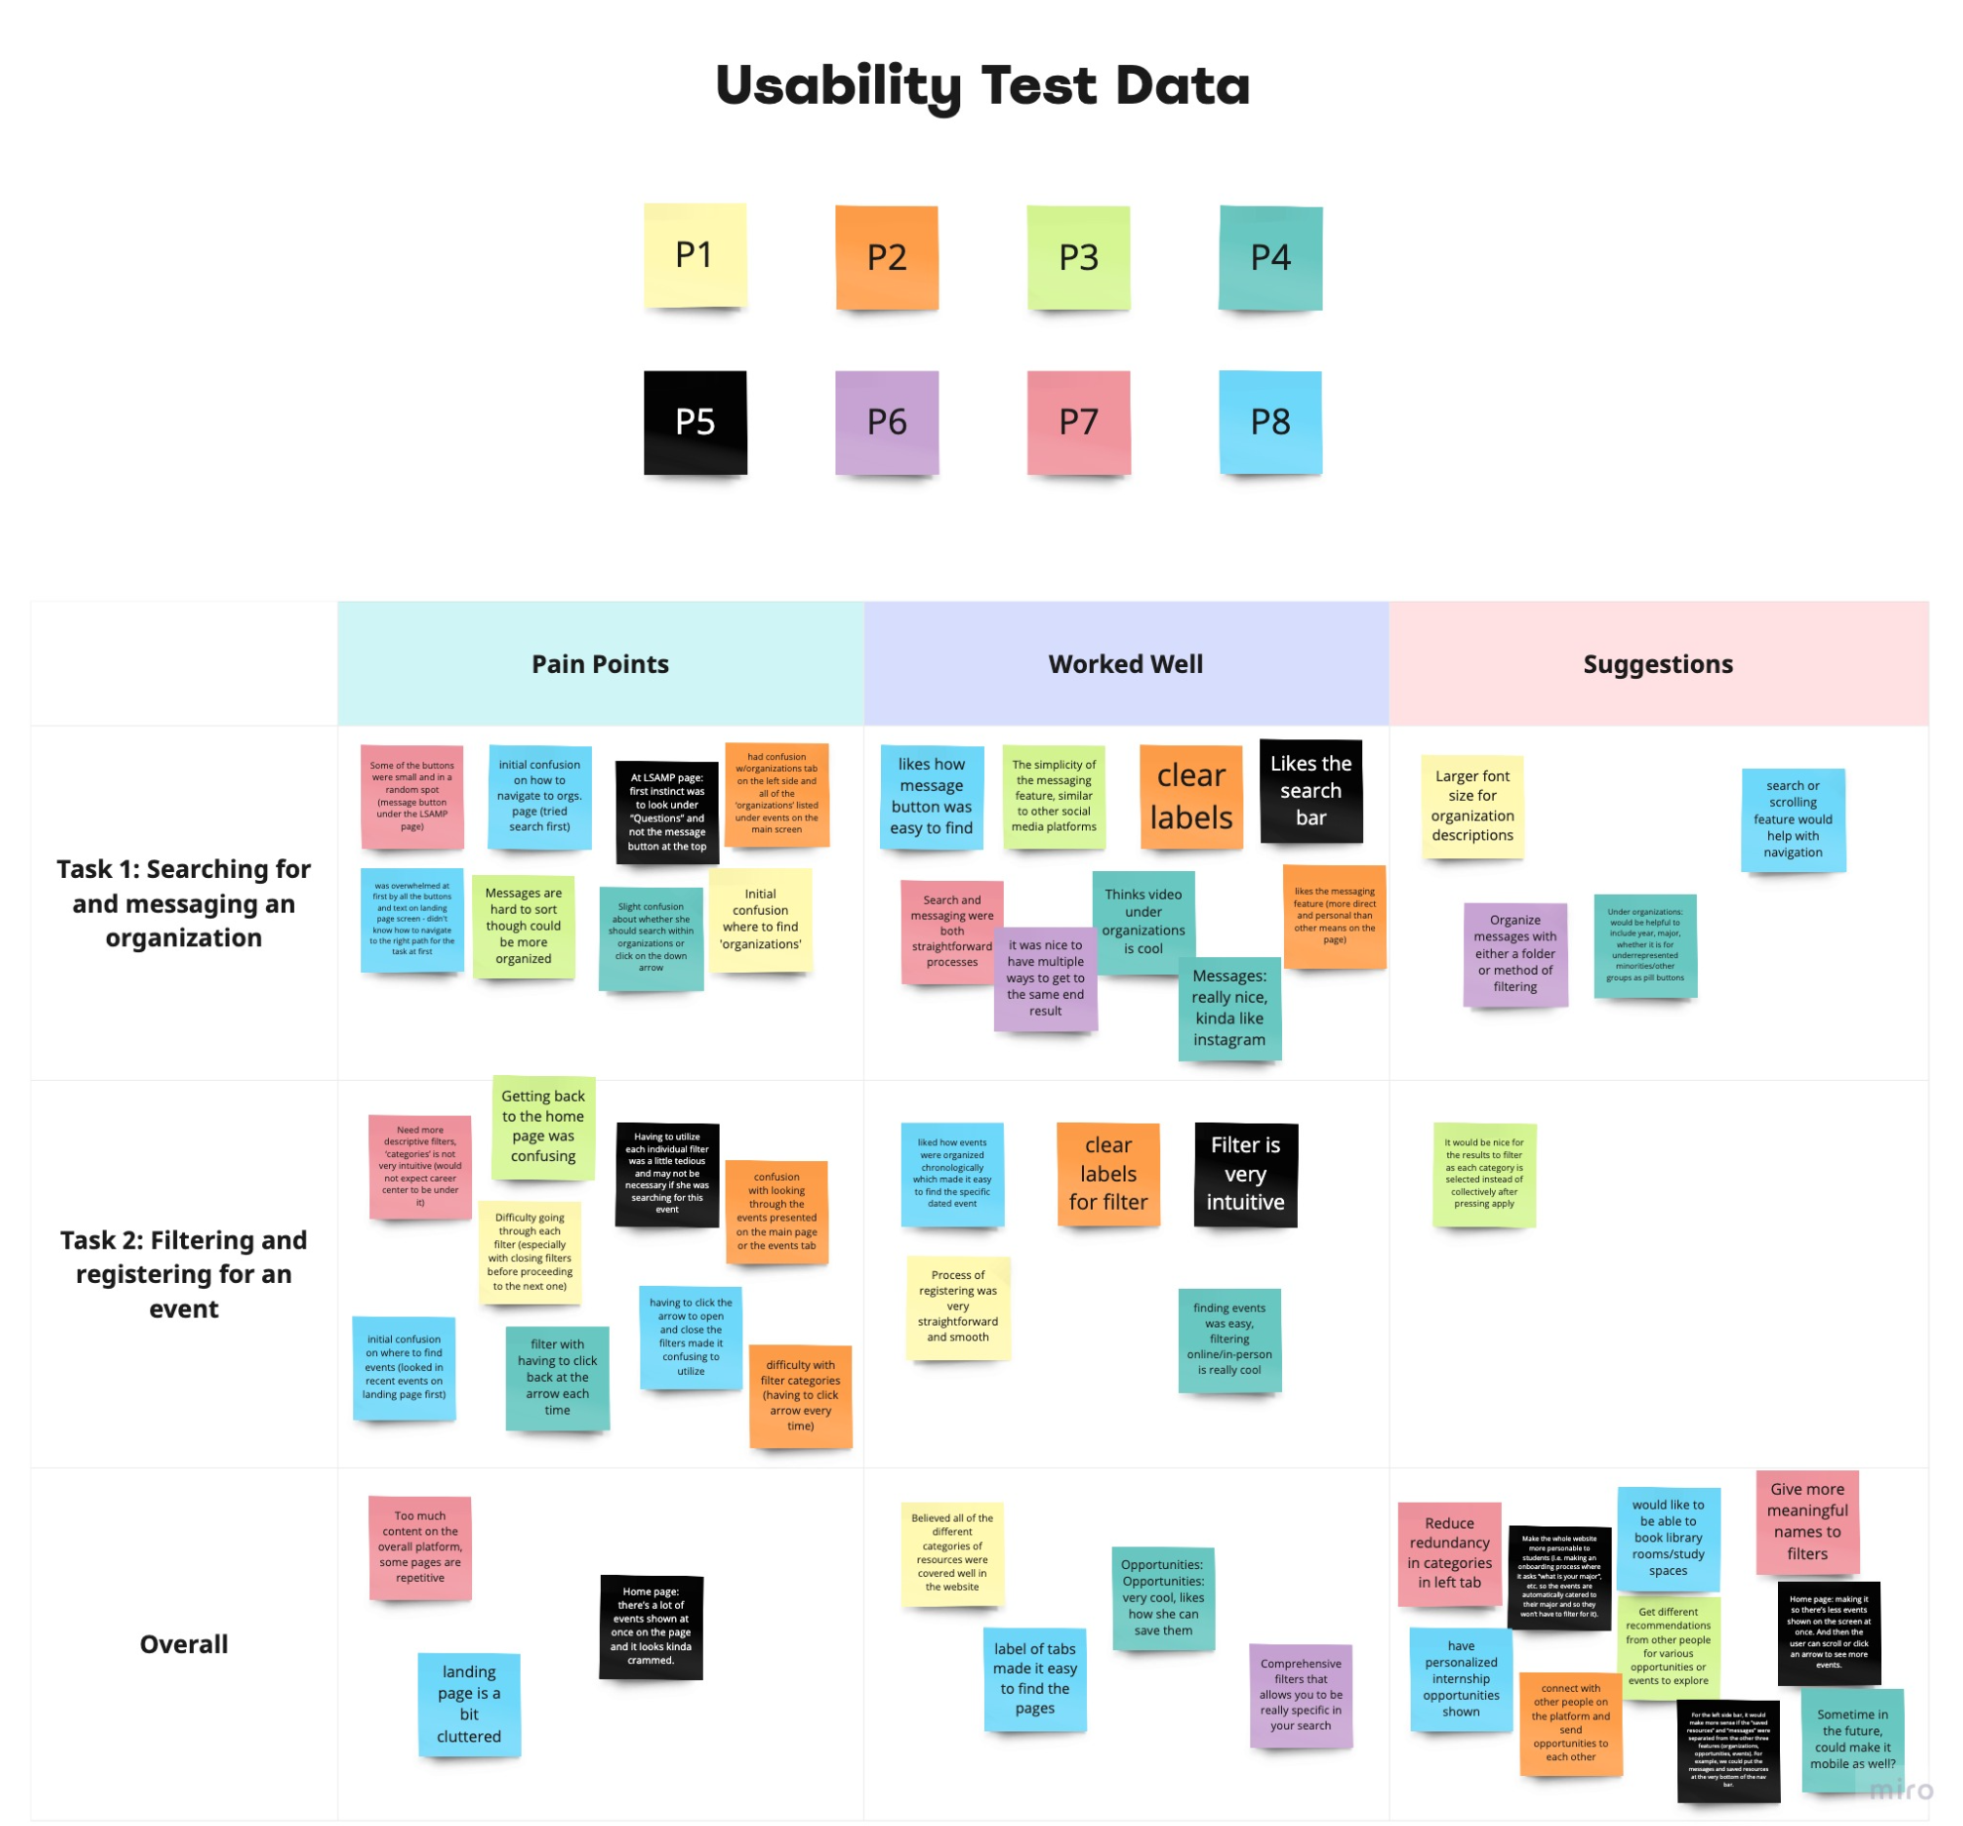 Usability Test Data
P1
P2
P3
P4
P5
P6
P7
P8
Pain Points
Worked Well
Suggestions
Task 1: Searching for
and messaging an
organization
Some of the buttons
were small and in a
random spot
(message button
under the LSAMP
page)
initial confusion
on how to
navigate to orgs.
page (tried
search first)
At LSAMP page:
first instinct was
to look under
"Questions" and
not the message
button at the top
had confusion
w/organizations tab
on the left side and
all of the
'organizations' listed
under events on the
main screen
was overwhelmed at
first by all the buttons
and text on landing
page screen - didn't
know how to navigate
to the right path for the
task at first
Messages are
hard to sort
though could
be more
organized
Slight confusion
about whether she
should search within
organizations or
click on the down
arrow
Initial
confusion
where to find
'organizations'
likes how
message
button was
easy to find
The simplicity of
the messaging
feature, similar
to other social
media platforms
clear
labels
Likes the
search
bar
Search and
messaging were
both
straightforward
processes
it was nice to
have multiple
ways to get to
the same end
result
Thinks video
under
organizations
is cool
Messages:
really nice,
kinda like
instagram
likes the messaging
feature (more direct
and personal than
other means on the
page)
Larger font
size for
organization
descriptions
search or
scrolling
feature would
help with
navigation
Organize
messages with
either a folder
or method of
filtering
Under organizations:
would be helpful to
include year, major,
whether it is for
underrepresented
minorities/other
groups as pill buttons
Task 2: Filtering and
registering for an
event
Need more
descriptive filters,
'categories' is not
very intuitive (would
not expect career
center to be under
it)
Getting back
to the home
page was
confusing
Having to utilize
each individual filter
was a little tedious
and may not be
necessary if she was
searching for this
event
confusion
with looking
through the
events presented
on the main page
or the events tab
Difficulty going
through each
filter (especially
with closing filters
before proceeding
to the next one)
initial confusion
on where to find
events (looked in
recent events on
landing page first)
filter with
having to click
back at the
arrow each
time
having to click the
arrow to open
and close the
filters made it
confusing to
utilize
difficulty with
filter categories
(having to click
arrow every
time)
liked how events
were organized
chronologically
which made it easy
to find the specific
dated event
clear
labels
for filter
Filter is
very
intuitive
Process of
registering was
very
straightforward
and smooth
finding events
was easy,
filtering
online/in-person
is really cool
It would be nice for
the results to filter
as each category is
selected instead of
collectively after
pressing apply
Overall
Too much
content on the
overall platform,
some pages are
repetitive
Home page:
there's a lot of
events shown at
once on the page
and it looks kinda
crammed.
landing
page is a
bit
cluttered
Believed all of the
different
categories of
resources were
covered well in
the website
Opportunities:
Opportunities:
very cool, likes
how she can
save them
label of tabs
made it easy
to find the
pages
Comprehensive
filters that
allows you to be
really specific in
your search
Reduce
redundancy
in categories
in left tab
Make the whole website
more personable to
students (i.e. making an
onboarding process where
it asks "what is your major",
etc. so the events are
automatically catered to
their major and so they
won't have to filter for it).
would like to
be able to
book library
rooms/study
spaces
Give more
meaningful
names to
filters
have
personalized
internship
opportunities
shown
Get different
recommendations
from other people
for various
opportunities or
events to explore
Home page: making it
so there's less events
shown on the screen at
once. And then the
user can scroll or click
an arrow to see more
events.
connect with
other people on
the platform and
send
opportunities to
each other
For the left side bar, it would
make more sense if the "saved
resources" and "messages" were
separated from the other three
features (organizations,
opportunities, events). For
example, we could put the
messages and saved resources
at the very bottom of the nav
bar.
Sometime in
the future,
could make it
mobile as well?
miro